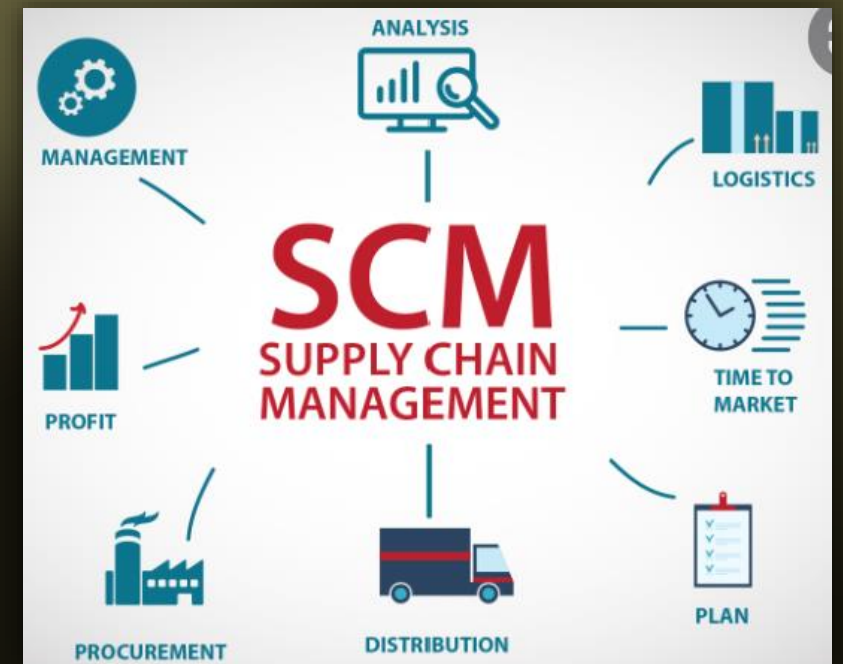 ANALYSIS
MANAGEMENT
LOGISTICS
SCM
SUPPLY CHAIN
MANAGEMENT
PROFIT
TIME TO
MARKET
PROCUREMENT
DISTRIBUTION
PLAN